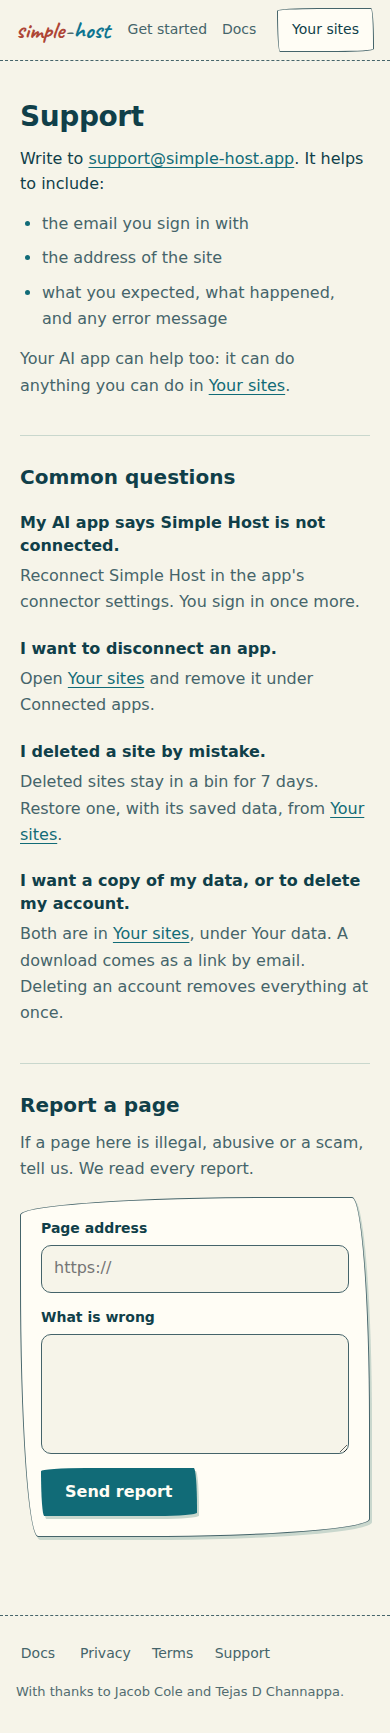 simple-host Get started Docs Your sites
Support
Write to support@simple-host.app. It helps
to include:
• the email you sign in with
• the address of the site
• what you expected, what happened,
and any error message
Your AI app can help too: it can do
anything you can do in Your sites.
Common questions
My AI app says Simple Host is not
connected.
Reconnect Simple Host in the app's
connector settings. You sign in once more.
I want to disconnect an app.
Open Your sites and remove it under
Connected apps.
I deleted a site by mistake.
Deleted sites stay in a bin for 7 days.
Restore one, with its saved data, from Your
sites.
I want a copy of my data, or to delete
my account.
Both are in Your sites, under Your data. A
download comes as a link by email.
Deleting an account removes everything at
once.
Report a page
If a page here is illegal, abusive or a scam,
tell us. We read every report.
Page address
https://
What is wrong
Send report
Docs Privacy Terms Support
With thanks to Jacob Cole and Tejas D Channappa.